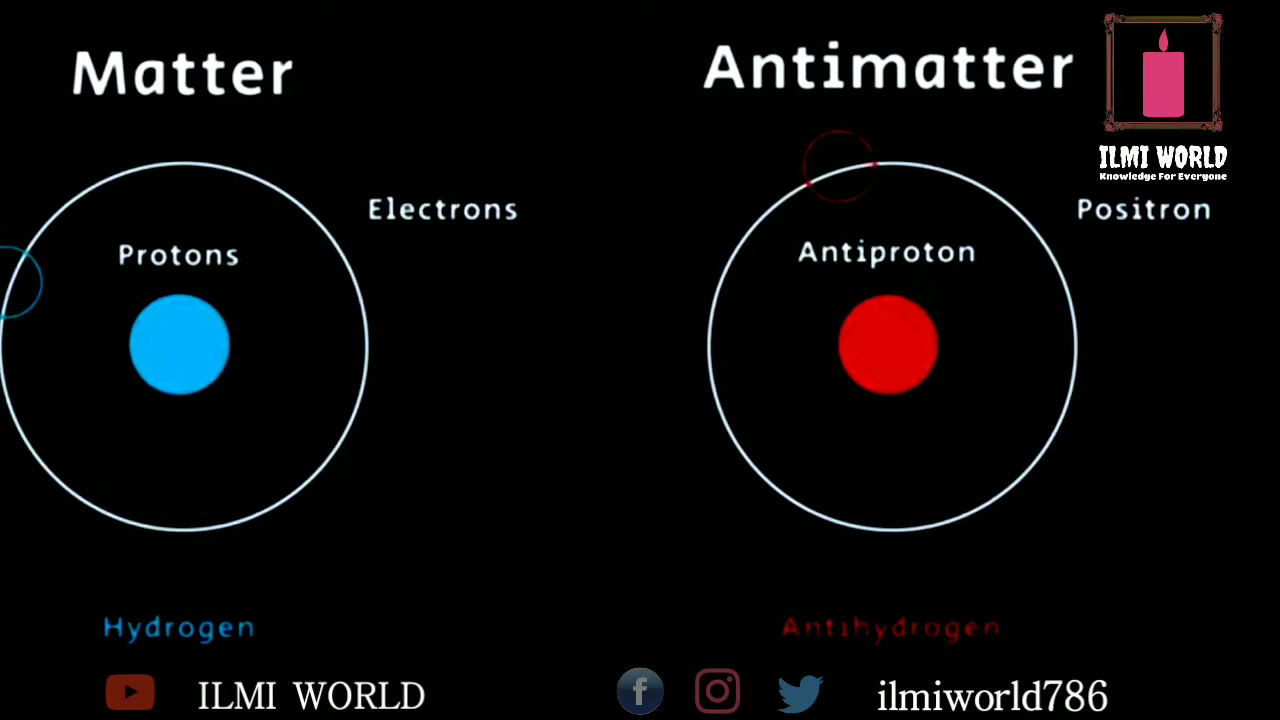 Matter
Antimatter
ILMI WORLD
Knowledge For Everyone
Electrons
Positron
Protons
Antiproton
Hydrogen
Antihydrogen
ILMI WORLD
ilmiworld786